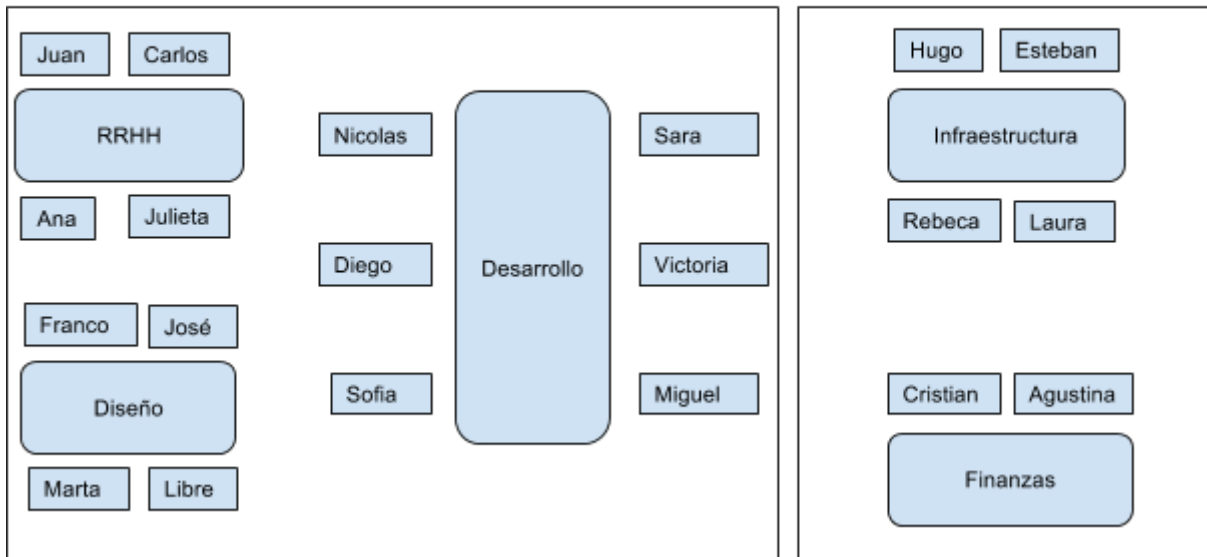 Juan
Carlos
RRHH
Ana
Julieta
Franco
José
Diseño
Marta
Libre
Nicolas
Diego
Sofia
Desarrollo
Sara
Victoria
Miguel
Hugo
Esteban
Infraestructura
Rebeca
Laura
Cristian
Agustina
Finanzas